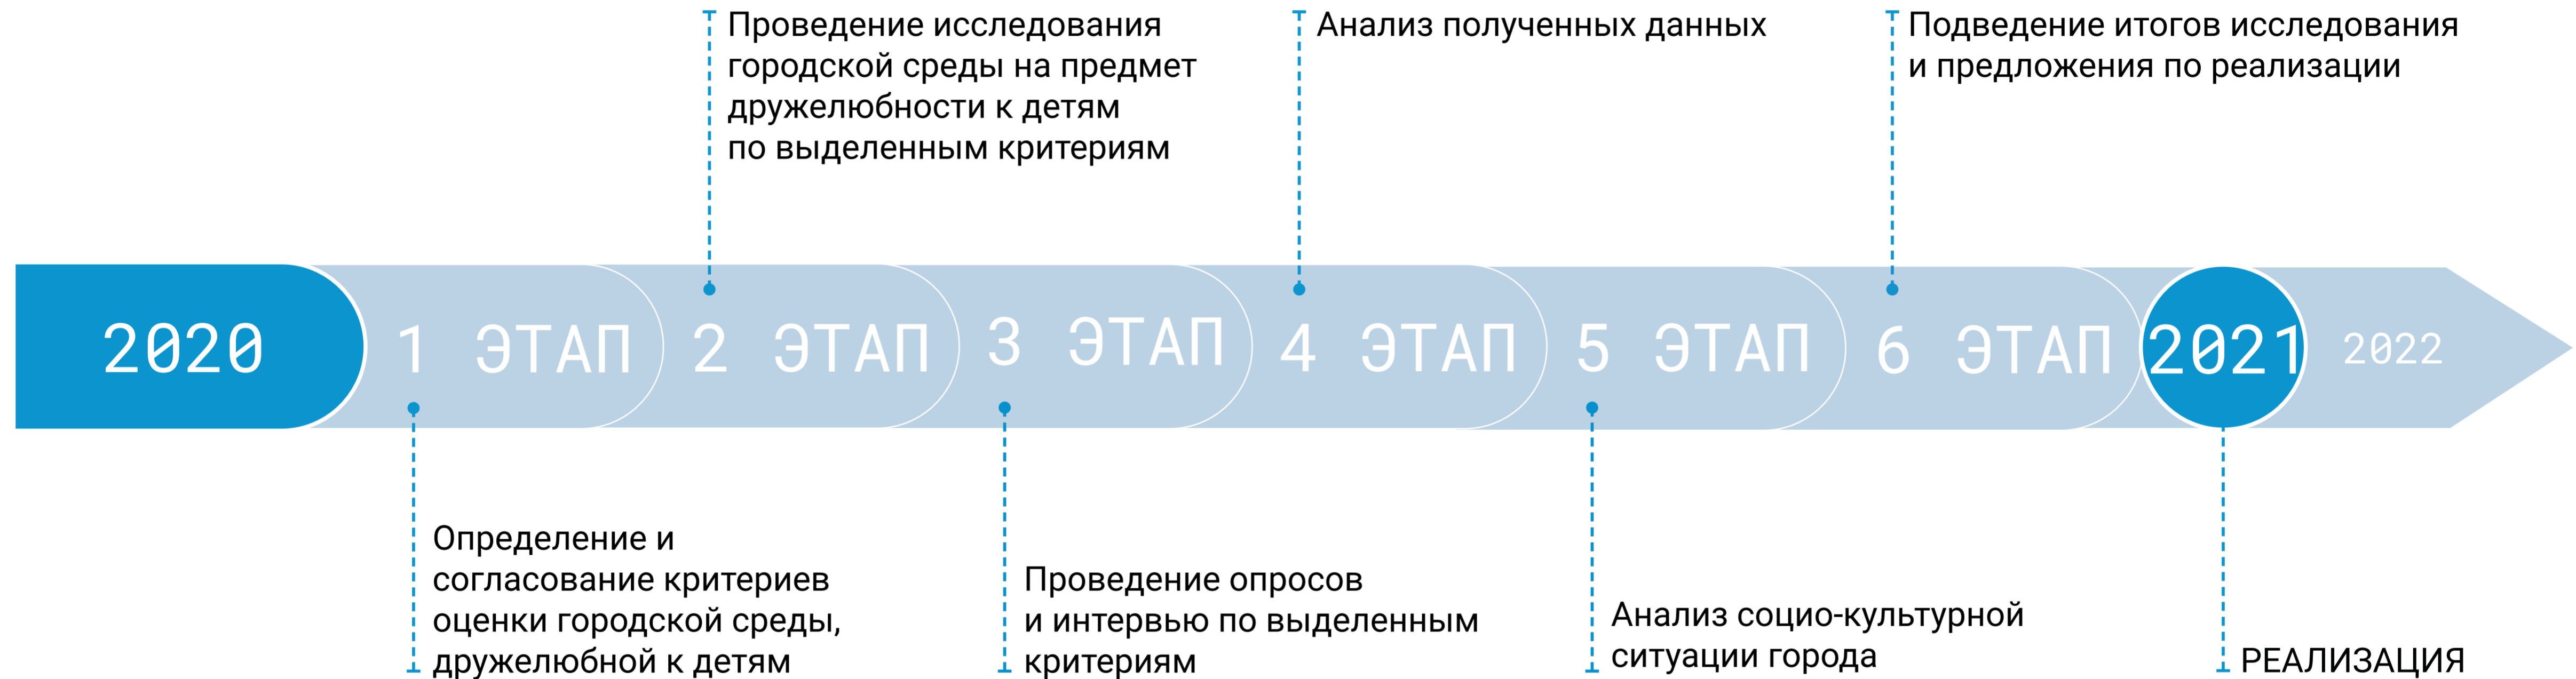 Проведение исследования
городской среды на предмет
дружелюбности к детям
по выделенным критериям
Анализ полученных данных
Подведение итогов исследования
и предложения по реализации
2020
1 ЭТАП
2 ЭТАП
3 ЭТАП
4 ЭТАП
5 ЭТАП
6 ЭТАП
2021
2022
Определение и
согласование критериев
оценки городской среды,
дружелюбной к детям
Проведение опросов
и интервью по выделенным
критериям
Анализ социо-культурной
ситуации города
РЕАЛИЗАЦИЯ